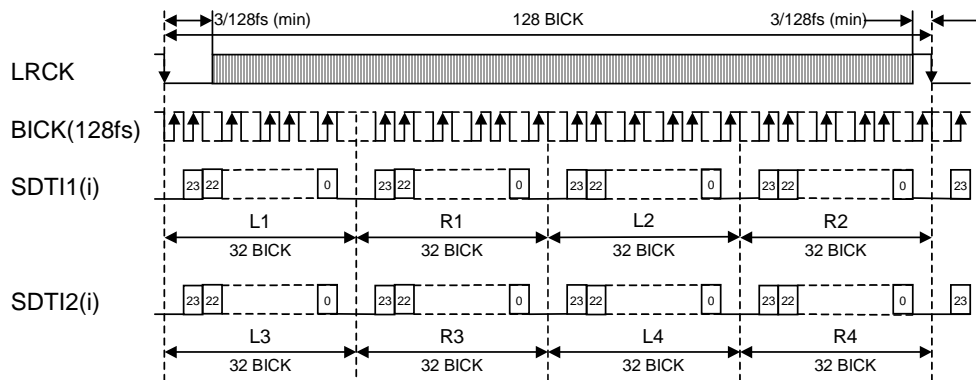 3/128fs (min) 128 BICK 3/128fs (min)
LRCK
BICK(128fs)
SDTI1(i) 23 22 0 23 22 0 23 22 0 23 22 0 23
L1 R1 L2 R2
32 BICK 32 BICK 32 BICK 32 BICK
SDTI2(i) 23 22 0 23 22 0 23 22 0 23 22 0 23
L3 R3 L4 R4
32 BICK 32 BICK 32 BICK 32 BICK